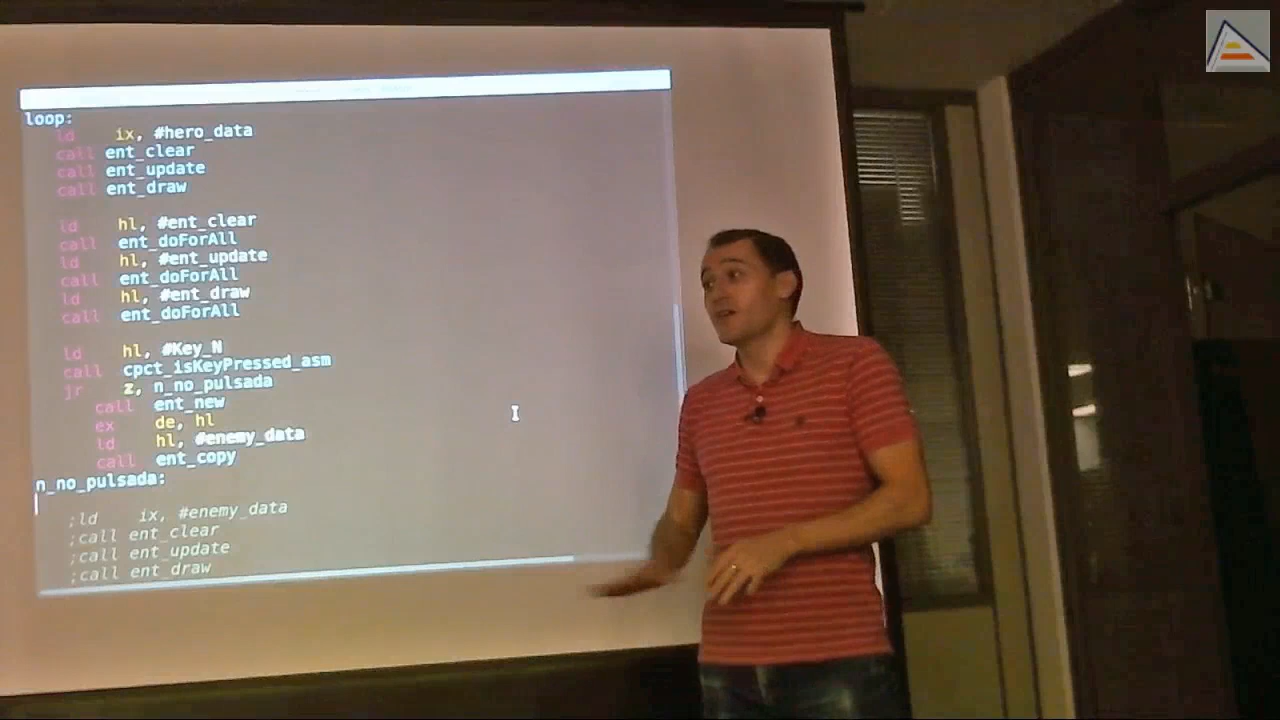 loop:
ld ix, #hero_data
call ent_clear
call ent_update
call ent_draw
ld hl, #ent_clear
call ent_doForAll
ld hl, #ent_update
call ent_doForAll
ld hl, #ent_draw
call ent_doForAll
ld hl, #Key_N
call cpct_isKeyPressed_asm
jr z, n_no_pulsada
call ent_new
ex de, hl
ld hl, #enemy_data
call ent_copy
n_no_pulsada:
;ld ix, #enemy_data
;call ent_clear
;call ent_update
;call ent_draw